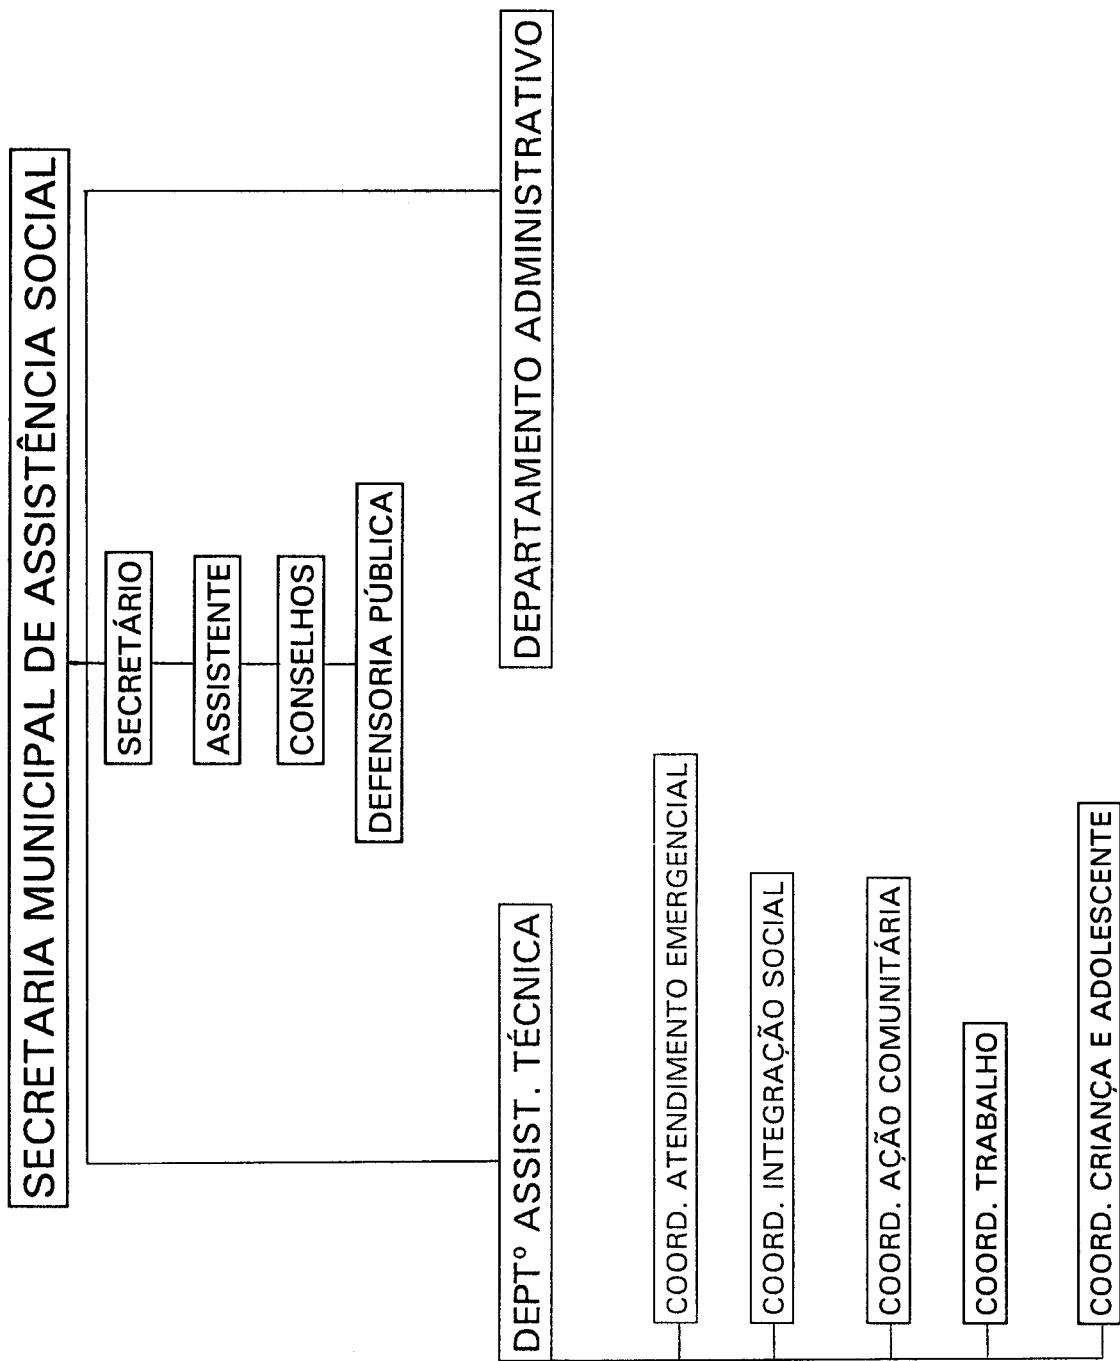 SECRETARIA MUNICIPAL DE ASSISTÊNCIA SOCIAL
SECRETÁRIO
ASSISTENTE
CONSELHOS
DEFENSORIA PÚBLICA
DEPTº ASSIST. TÉCNICA
DEPARTAMENTO ADMINISTRATIVO
COORD. ATENDIMENTO EMERGENCIAL
COORD. INTEGRAÇÃO SOCIAL
COORD. AÇÃO COMUNITÁRIA
COORD. TRABALHO
COORD. CRIANÇA E ADOLESCENTE